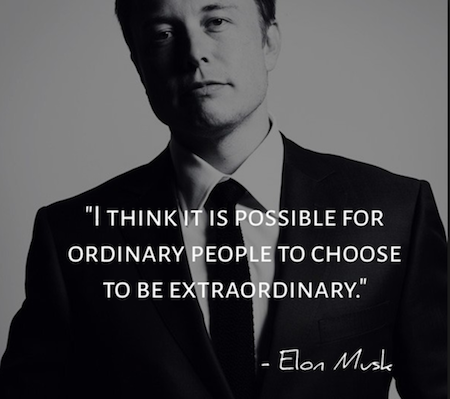 "I THINK IT IS POSSIBLE FOR
ORDINARY PEOPLE TO CHOOSE
TO BE EXTRAORDINARY."
- Elon Musk